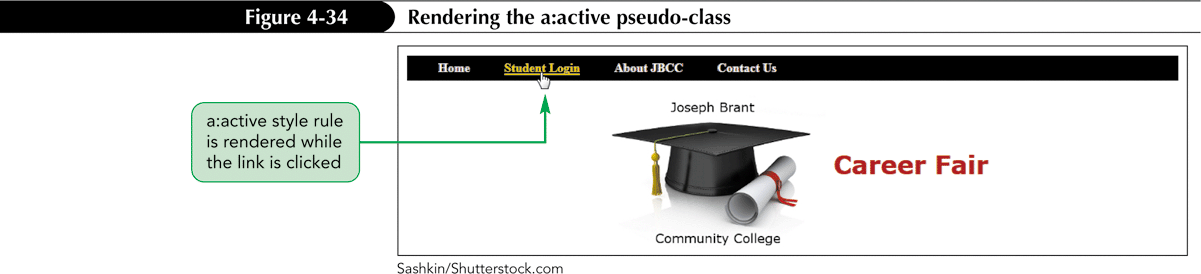 Figure 4-34
Rendering the a:active pseudo-class
Home Student Login About JBCC Contact Us
a:active style rule
is rendered while
the link is clicked
Joseph Brant
Career Fair
Community College
Sashkin/Shutterstock.com